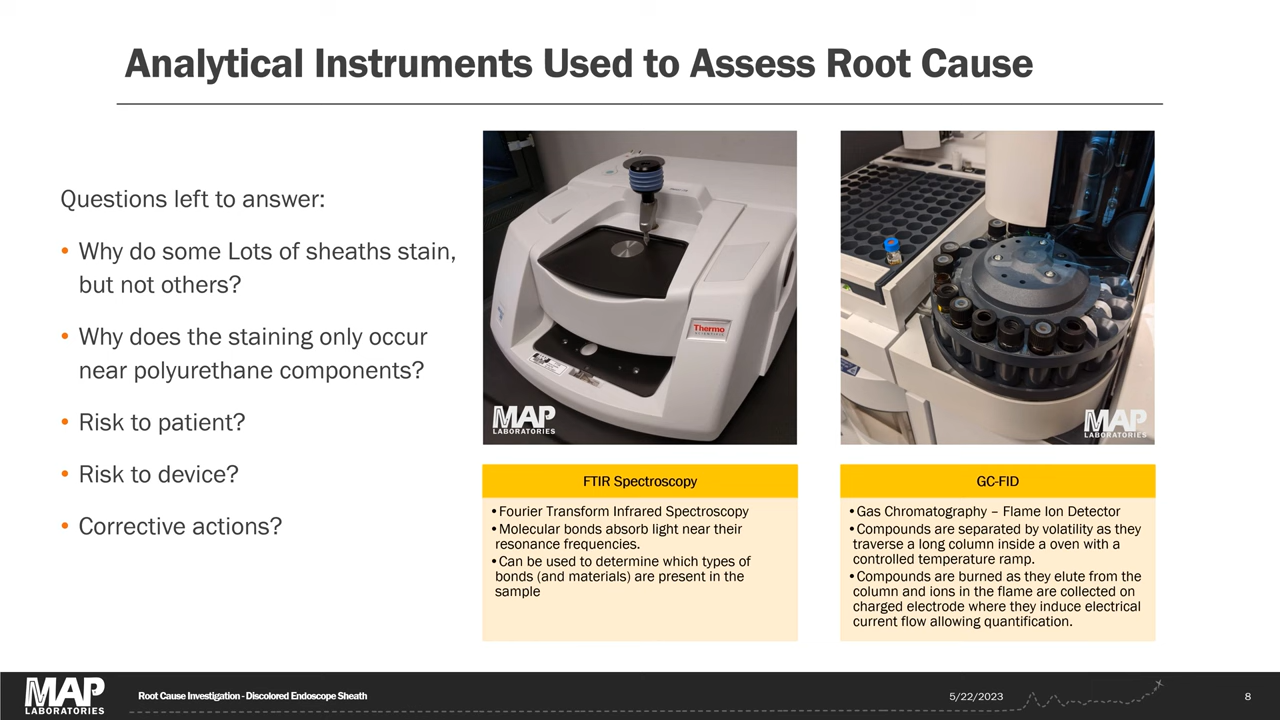 Analytical Instruments Used to Assess Root Cause
Questions left to answer:
• Why do some Lots of sheaths stain,
but not others?
• Why does the staining only occur
near polyurethane components?
• Risk to patient?
• Risk to device?
• Corrective actions?
Thermo
SCIENTIFIC
MAP
LABORATORIES
MAP
LABORATORIES
FTIR Spectroscopy
•Fourier Transform Infrared Spectroscopy
•Molecular bonds absorb light near their
resonance frequencies.
•Can be used to determine which types of
bonds (and materials) are present in the
sample
GC-FID
•Gas Chromatography – Flame Ion Detector
•Compounds are separated by volatility as they
traverse a long column inside a oven with a
controlled temperature ramp.
•Compounds are burned as they elute from the
column and ions in the flame are collected on
charged electrode where they induce electrical
current flow allowing quantification.
MAP
LABORATORIES
Root Cause Investigation - Discolored Endoscope Sheath
5/22/2023
8